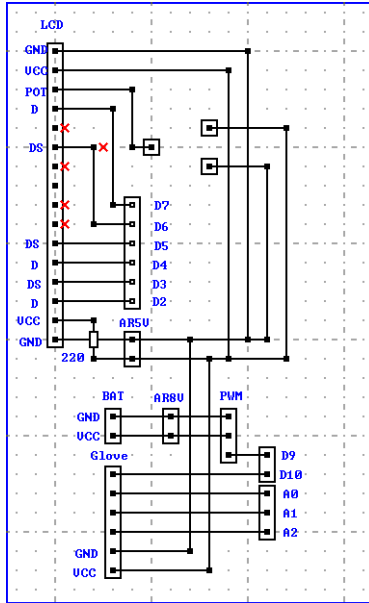 LCD
GND
VCC
POT
D
DS
D7
D6
DS D5
D D4
DS D3
D D2
VCC AR5V
GND
220
BAT AR8V PWM
GND
VCC
Glove D9
D10
A0
A1
A2
GND
VCC